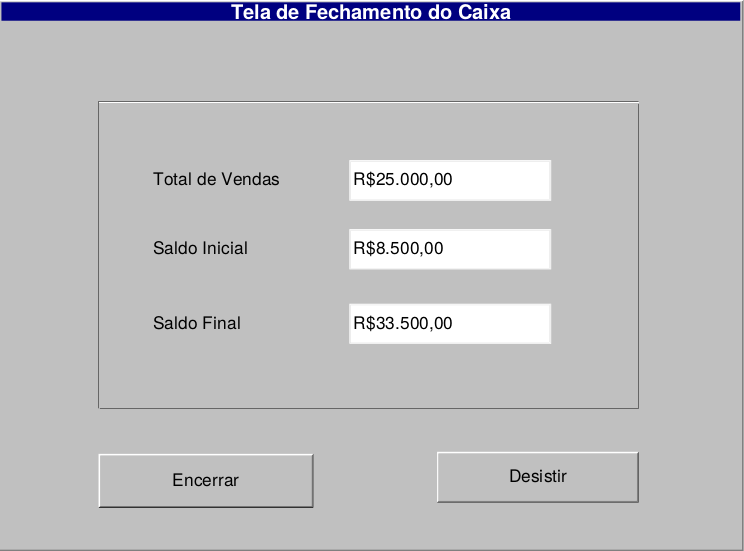 Tela de Fechamento do Caixa
Total de Vendas R$25.000,00
Saldo Inicial R$8.500,00
Saldo Final R$33.500,00
Encerrar Desistir